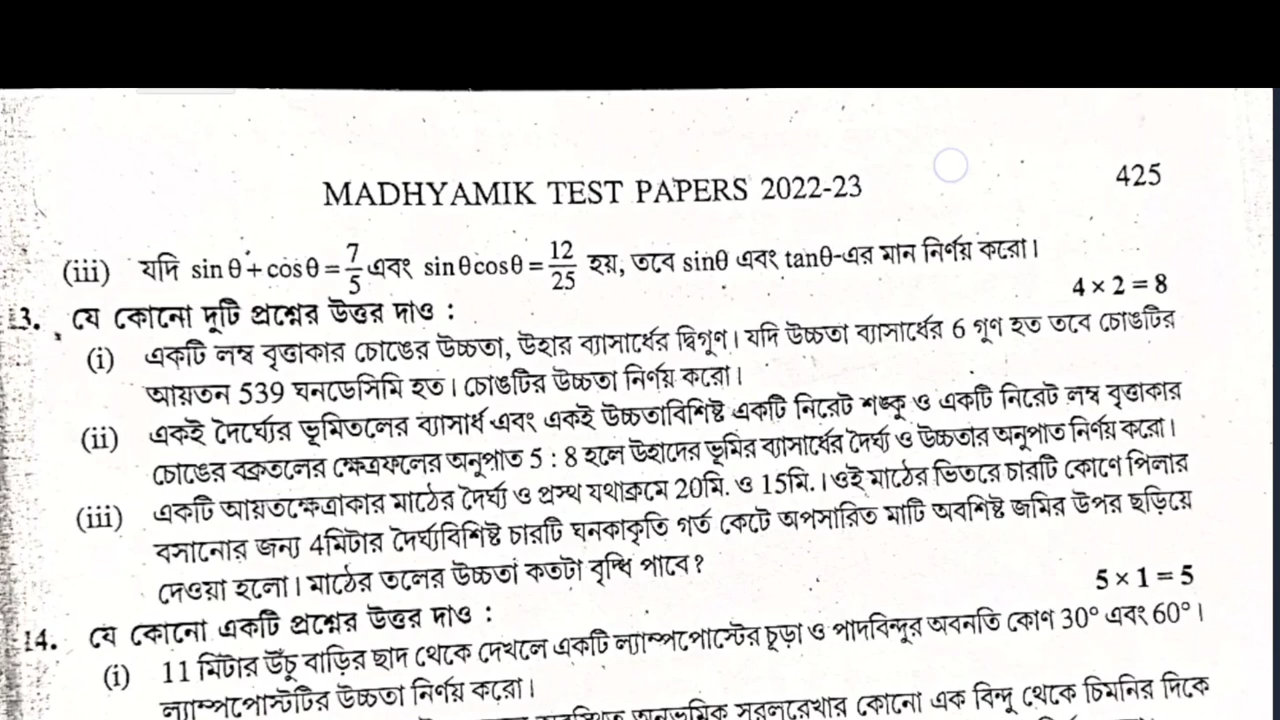 MADHYAMIK TEST PAPERS 2022-23 425
(iii) যদি sinθ+cosθ=7/5 এবং sinθcosθ=12/25 হয়, তবে sinθ এবং tanθ-এর মান নির্ণয় করো।
13. যে কোনো দুটি প্রশ্নের উত্তর দাও : 4 × 2 = 8
(i) একটি লম্ব বৃত্তাকার চোঙের উচ্চতা, উহার ব্যাসার্ধের দ্বিগুণ। যদি উচ্চতা ব্যাসার্ধের 6 গুণ হত তবে চোঙটির
আয়তন 539 ঘনডেসিমি হত। চোঙটির উচ্চতা নির্ণয় করো।
(ii) একই দৈর্ঘ্যের ভূমিতলের ব্যাসার্ধ এবং একই উচ্চতাবিশিষ্ট একটি নিরেট শঙ্কু ও একটি নিরেট লম্ব বৃত্তাকার
চোঙের বক্রতলের ক্ষেত্রফলের অনুপাত 5 : 8 হলে উহাদের ভূমির ব্যাসার্ধের দৈর্ঘ্য ও উচ্চতার অনুপাত নির্ণয় করো।
(iii) একটি আয়তক্ষেত্রাকার মাঠের দৈর্ঘ্য ও প্রস্থ যথাক্রমে 20মি. ও 15মি.। ওই মাঠের ভিতরে চারটি কোণে পিলার
বসানোর জন্য 4মিটার দৈর্ঘ্যবিশিষ্ট চারটি ঘনকাকৃতি গর্ত কেটে অপসারিত মাটি অবশিষ্ট জমির উপর ছড়িয়ে
দেওয়া হলো। মাঠের তলের উচ্চতা কতটা বৃদ্ধি পাবে?
14. যে কোনো একটি প্রশ্নের উত্তর দাও : 5 × 1 = 5
(i) 11 মিটার উঁচু বাড়ির ছাদ থেকে দেখলে একটি ল্যাম্পপোস্টের চূড়া ও পাদবিন্দুর অবনতি কোণ 30° এবং 60°।
ল্যাম্পপোস্টটির উচ্চতা নির্ণয় করো।
অনুভূমিক সরলরেখার কোনো এক বিন্দু থেকে চিমনির দিকে